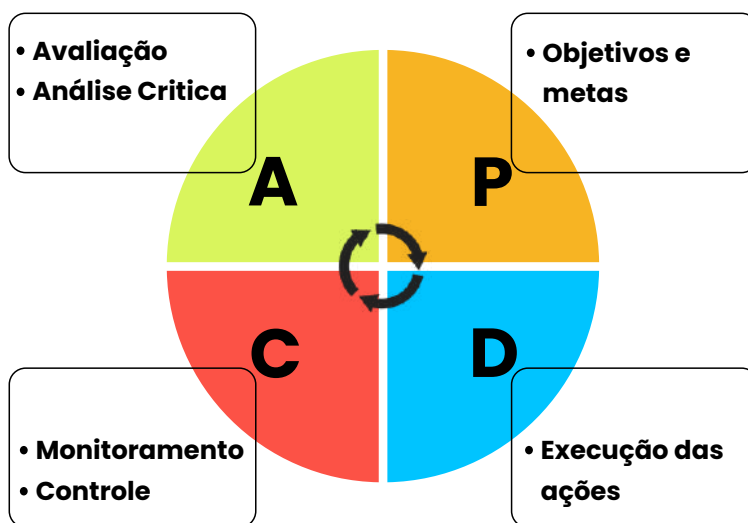 • Avaliação
• Análise Critica
• Objetivos e
metas
A
P
C
D
• Monitoramento
• Controle
• Execução das
ações